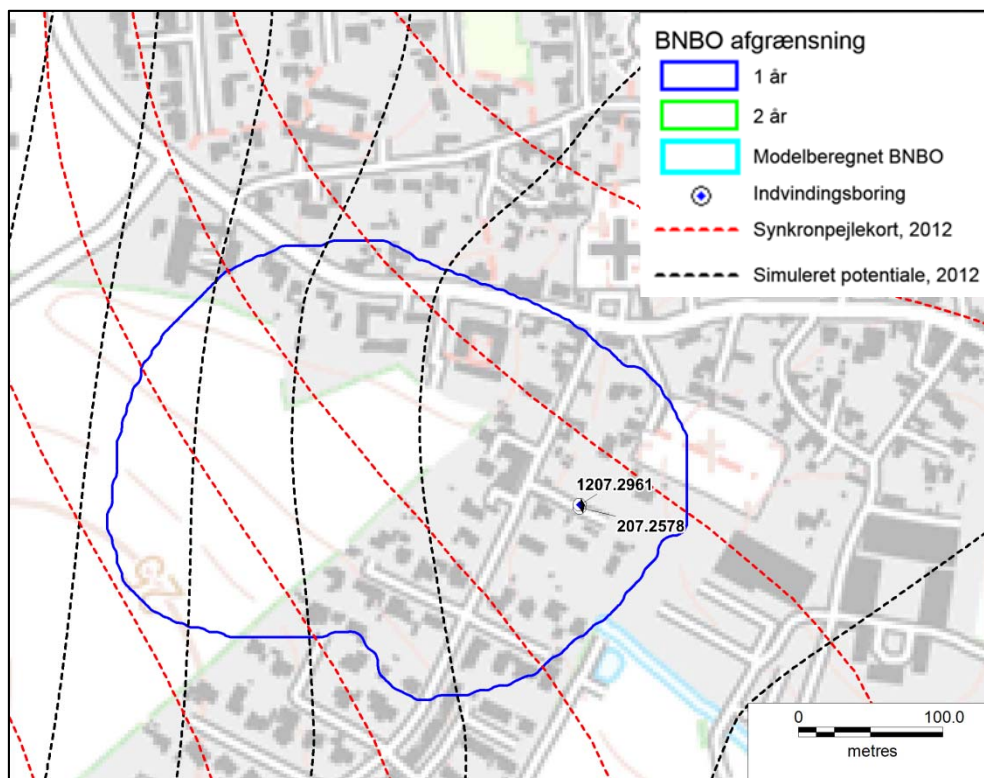 BNBO afgrænsning
1 år
2 år
Modelberegnet BNBO
Indvindingsboring
Synkronpejlekort, 2012
Simuleret potentiale, 2012
1207.2961
207.2578
0 100.0
metres